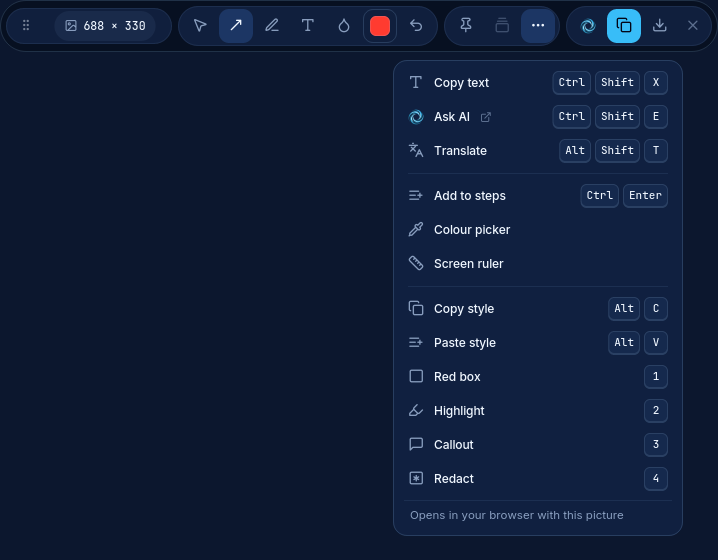 688 × 330
Copy text Ctrl Shift X
Ask AI Ctrl Shift E
Translate Alt Shift T
Add to steps Ctrl Enter
Colour picker
Screen ruler
Copy style Alt C
Paste style Alt V
Red box 1
Highlight 2
Callout 3
Redact 4
Opens in your browser with this picture